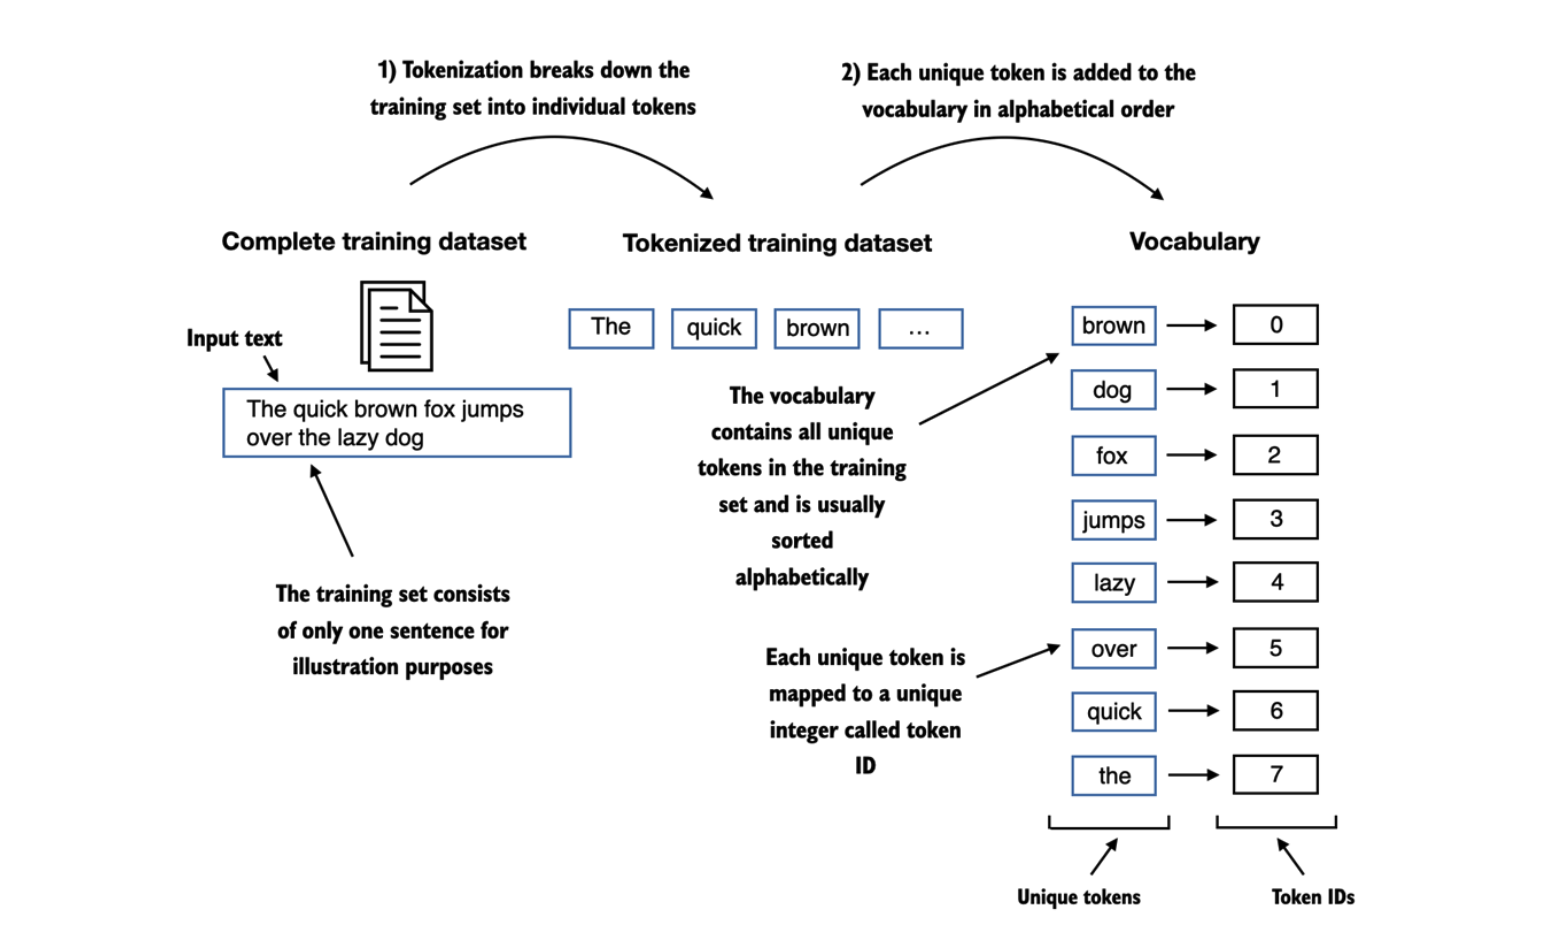 1) Tokenization breaks down the
training set into individual tokens
2) Each unique token is added to the
vocabulary in alphabetical order
Complete training dataset
Tokenized training dataset
Vocabulary
Input text
The quick brown fox jumps
over the lazy dog
The training set consists
of only one sentence for
illustration purposes
The
quick
brown
...
The vocabulary
contains all unique
tokens in the training
set and is usually
sorted
alphabetically
Each unique token is
mapped to a unique
integer called token
ID
brown 0
dog 1
fox 2
jumps 3
lazy 4
over 5
quick 6
the 7
Unique tokens
Token IDs